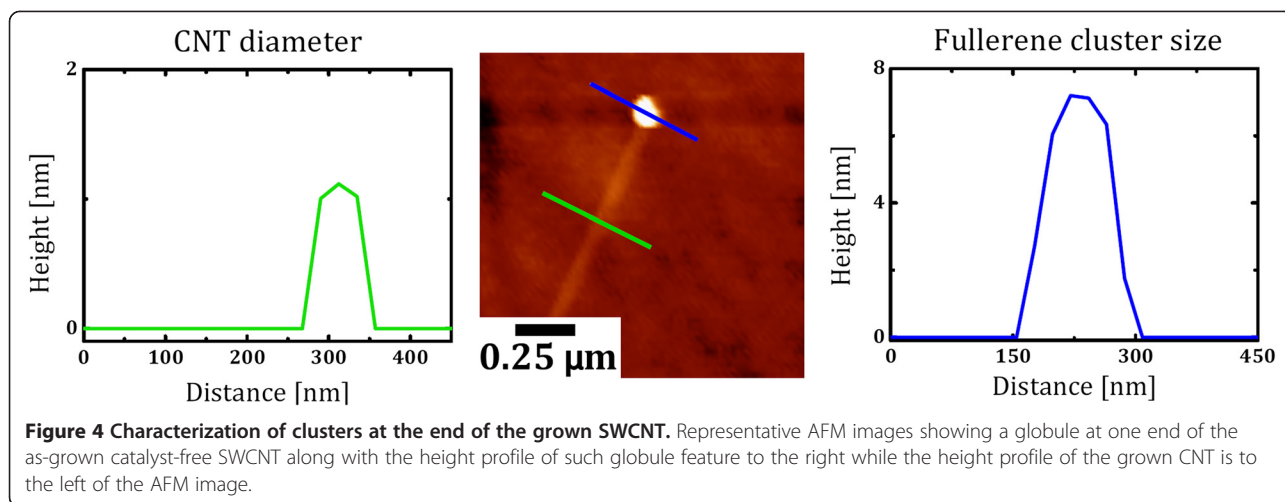 CNT diameter
2
0
Height [nm]
0 100 200 300 400
Distance [nm]
0.25 µm
Fullerene cluster size
8
4
0
Height [nm]
0 150 300 450
Distance [nm]
Figure 4 Characterization of clusters at the end of the grown SWCNT. Representative AFM images showing a globule at one end of the
as-grown catalyst-free SWCNT along with the height profile of such globule feature to the right while the height profile of the grown CNT is to
the left of the AFM image.